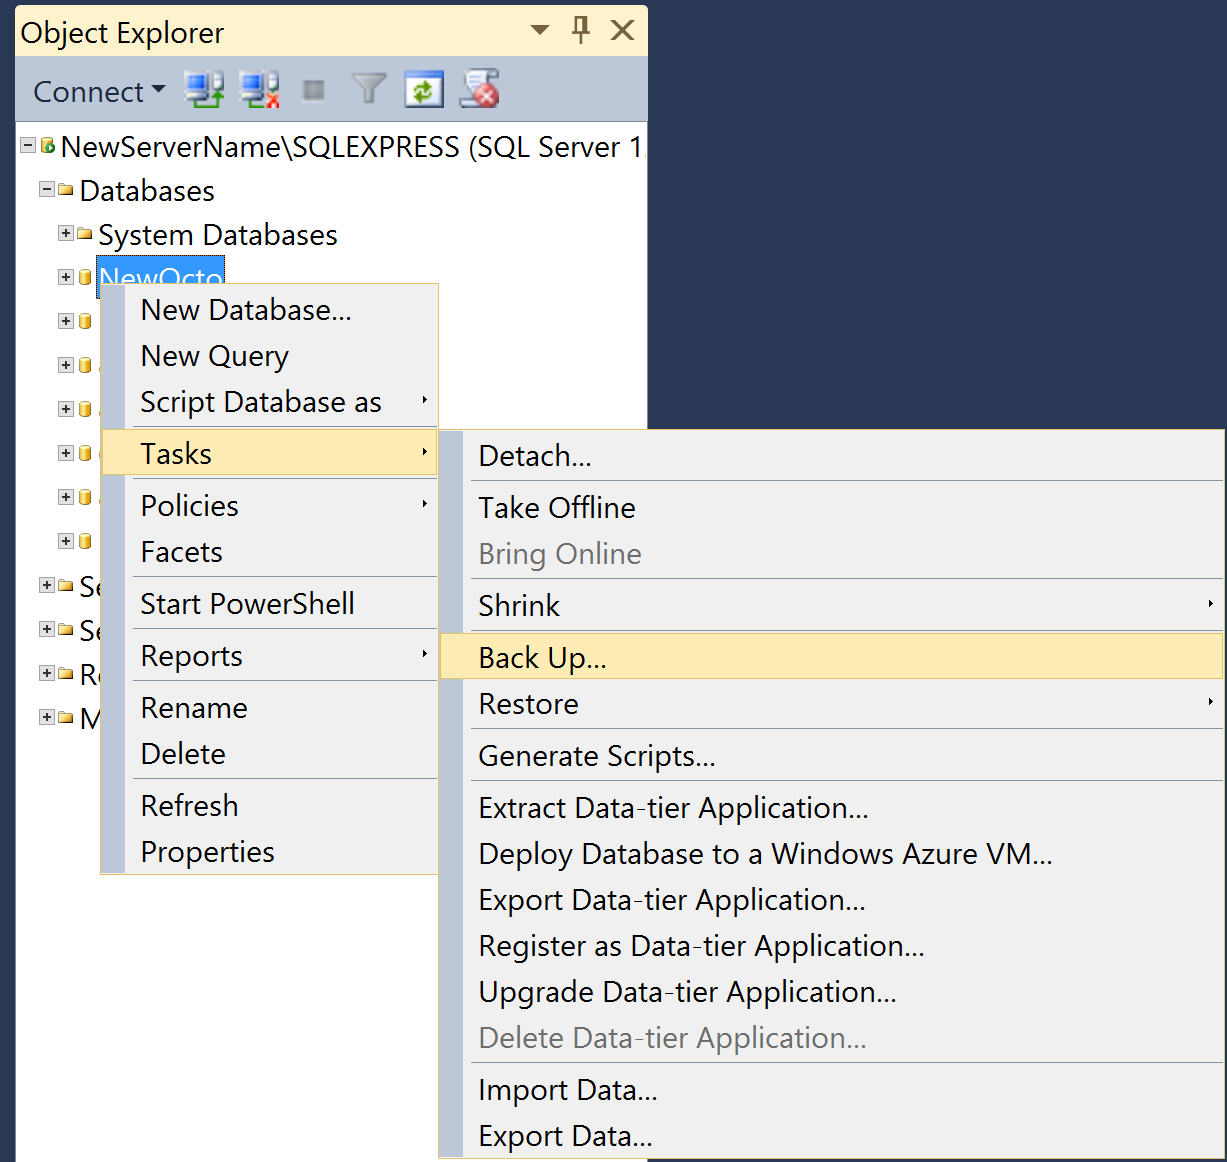 Object Explorer
Connect
NewServerName\SQLEXPRESS (SQL Server 1
Databases
System Databases
NewOcto
New Database...
New Query
Script Database as
Tasks
Policies
Facets
Start PowerShell
Reports
Rename
Delete
Refresh
Properties
Detach...
Take Offline
Bring Online
Shrink
Back Up...
Restore
Generate Scripts...
Extract Data-tier Application...
Deploy Database to a Windows Azure VM...
Export Data-tier Application...
Register as Data-tier Application...
Upgrade Data-tier Application...
Delete Data-tier Application...
Import Data...
Export Data...